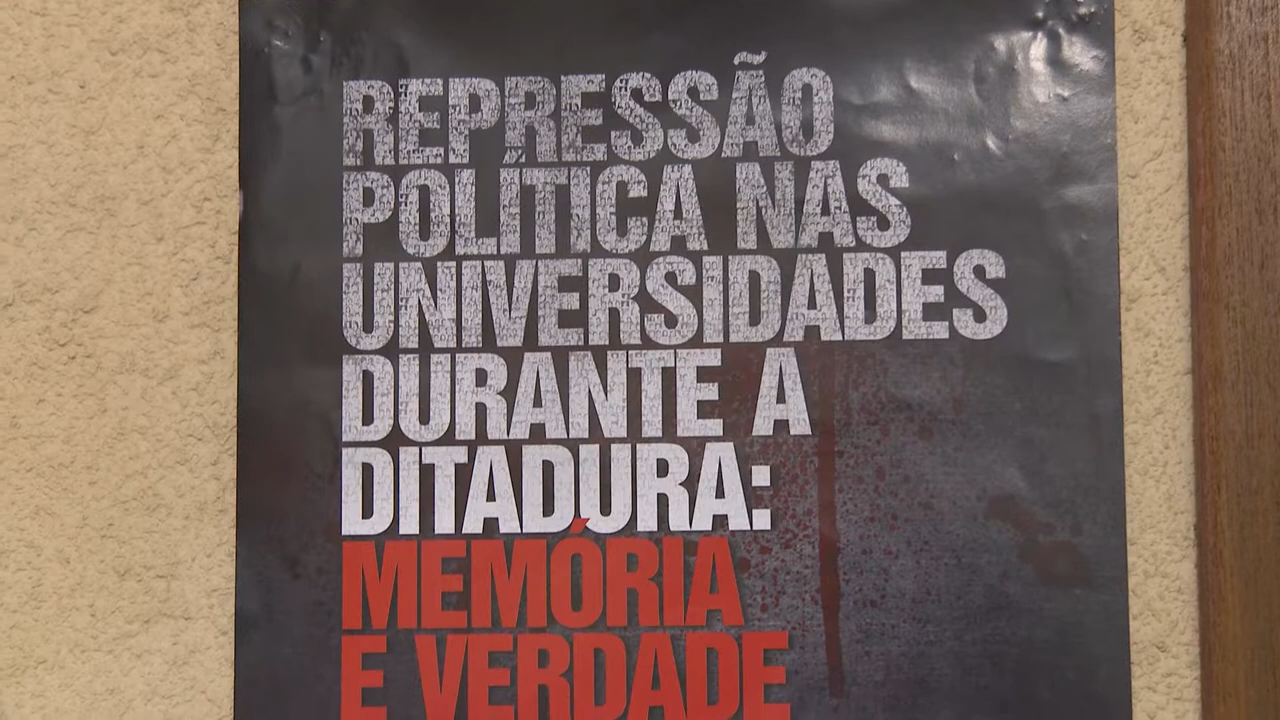 REPRESSÃO
POLÍTICA NAS
UNIVERSIDADES
DURANTE A
DITADURA:
MEMÓRIA
E VERDADE